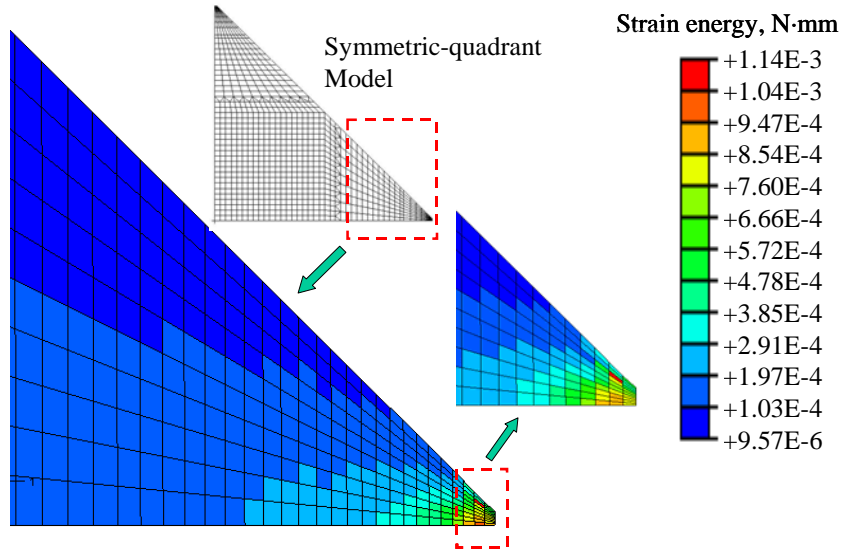 Symmetric-quadrant
Model
Strain energy, N·mm
+1.14E-3
+1.04E-3
+9.47E-4
+8.54E-4
+7.60E-4
+6.66E-4
+5.72E-4
+4.78E-4
+3.85E-4
+2.91E-4
+1.97E-4
+1.03E-4
+9.57E-6
1